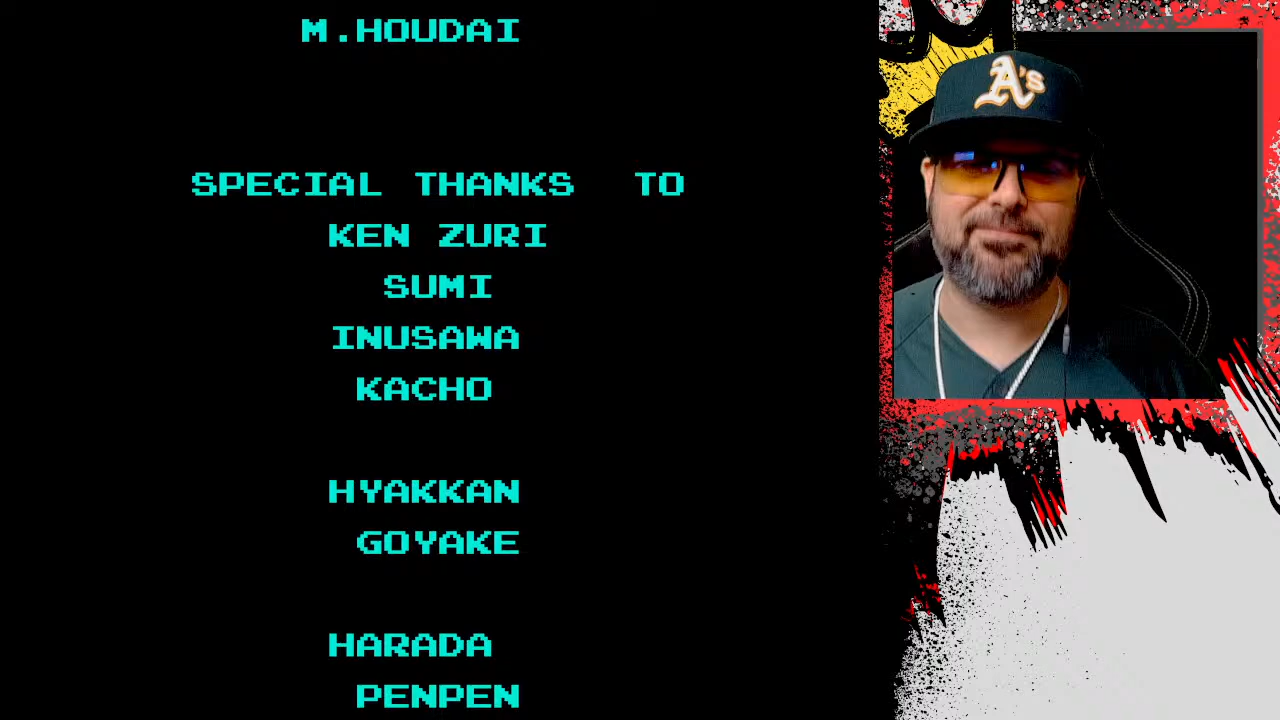 M.HOUDAI
SPECIAL THANKS TO
KEN ZURI
SUMI
INUSAWA
KACHO
HYAKKAN
GOYAKE
HARADA
PENPEN
A's